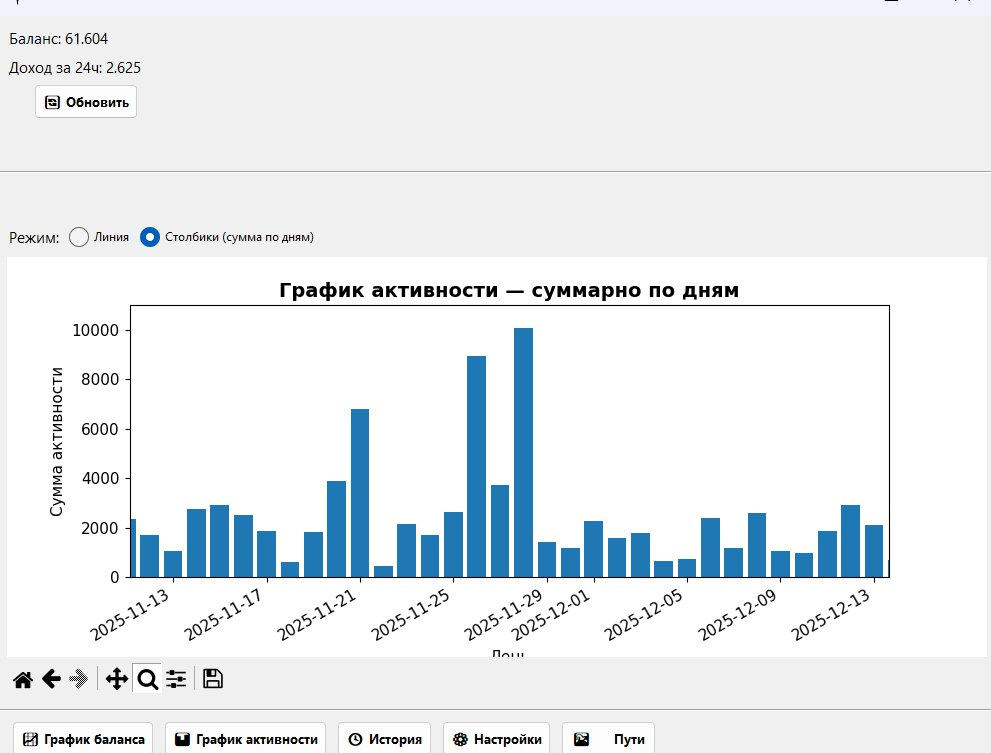 Баланс: 61.604
Доход за 24ч: 2.625
Обновить
Режим: Линия Столбики (сумма по дням)
График активности — суммарно по дням
Сумма активности
10000
8000
6000
4000
2000
0
2025-11-13 2025-11-17 2025-11-21 2025-11-25 2025-11-29 2025-12-01 2025-12-05 2025-12-09 2025-12-13
График баланса График активности История Настройки Пути